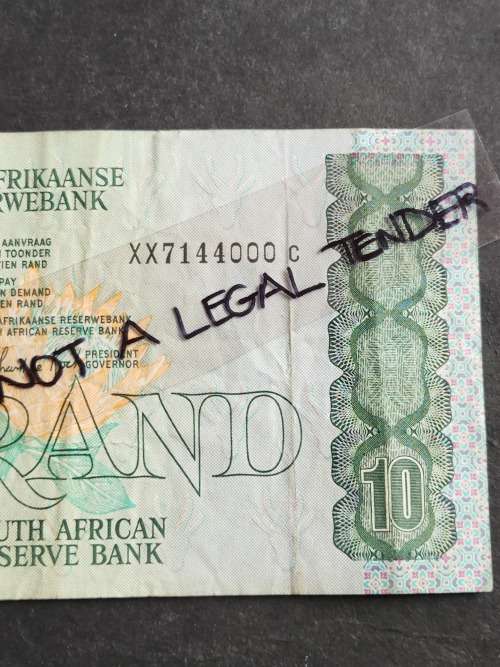 FRIKAANSE
RWEBANK
AANVRAAG
TOONDER
IEN RAND
PAY
N DEMAND
EN RAND
AFRIKAANSE RESERWEBANK
AFRICAN RESERVE BANK
PRESIDENT
GOVERNOR
XX7144000 C
NOT A LEGAL TENDER
RAND
10
UTH AFRICAN
SERVE BANK